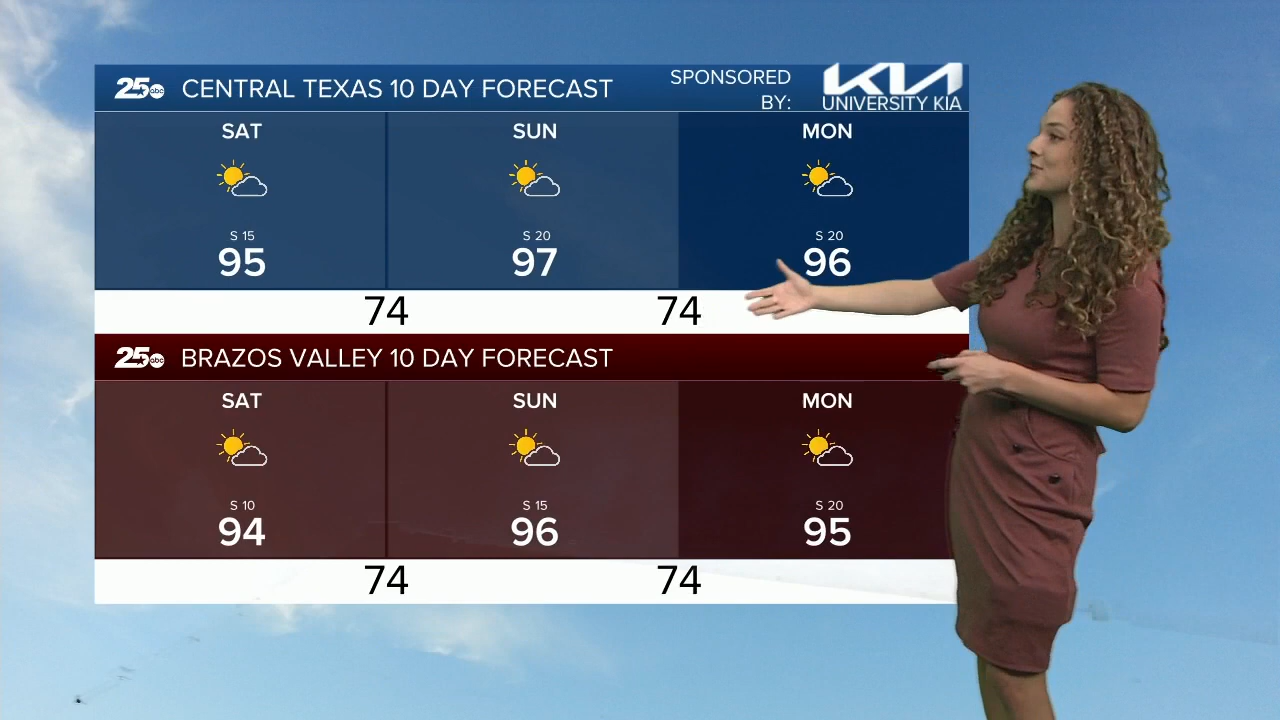 25 abc CENTRAL TEXAS 10 DAY FORECAST SPONSORED BY: KIA UNIVERSITY KIA
SAT SUN MON
S 15 S 20 S 20
95 97 96
74 74
25 abc BRAZOS VALLEY 10 DAY FORECAST
SAT SUN MON
S 10 S 15 S 20
94 96 95
74 74